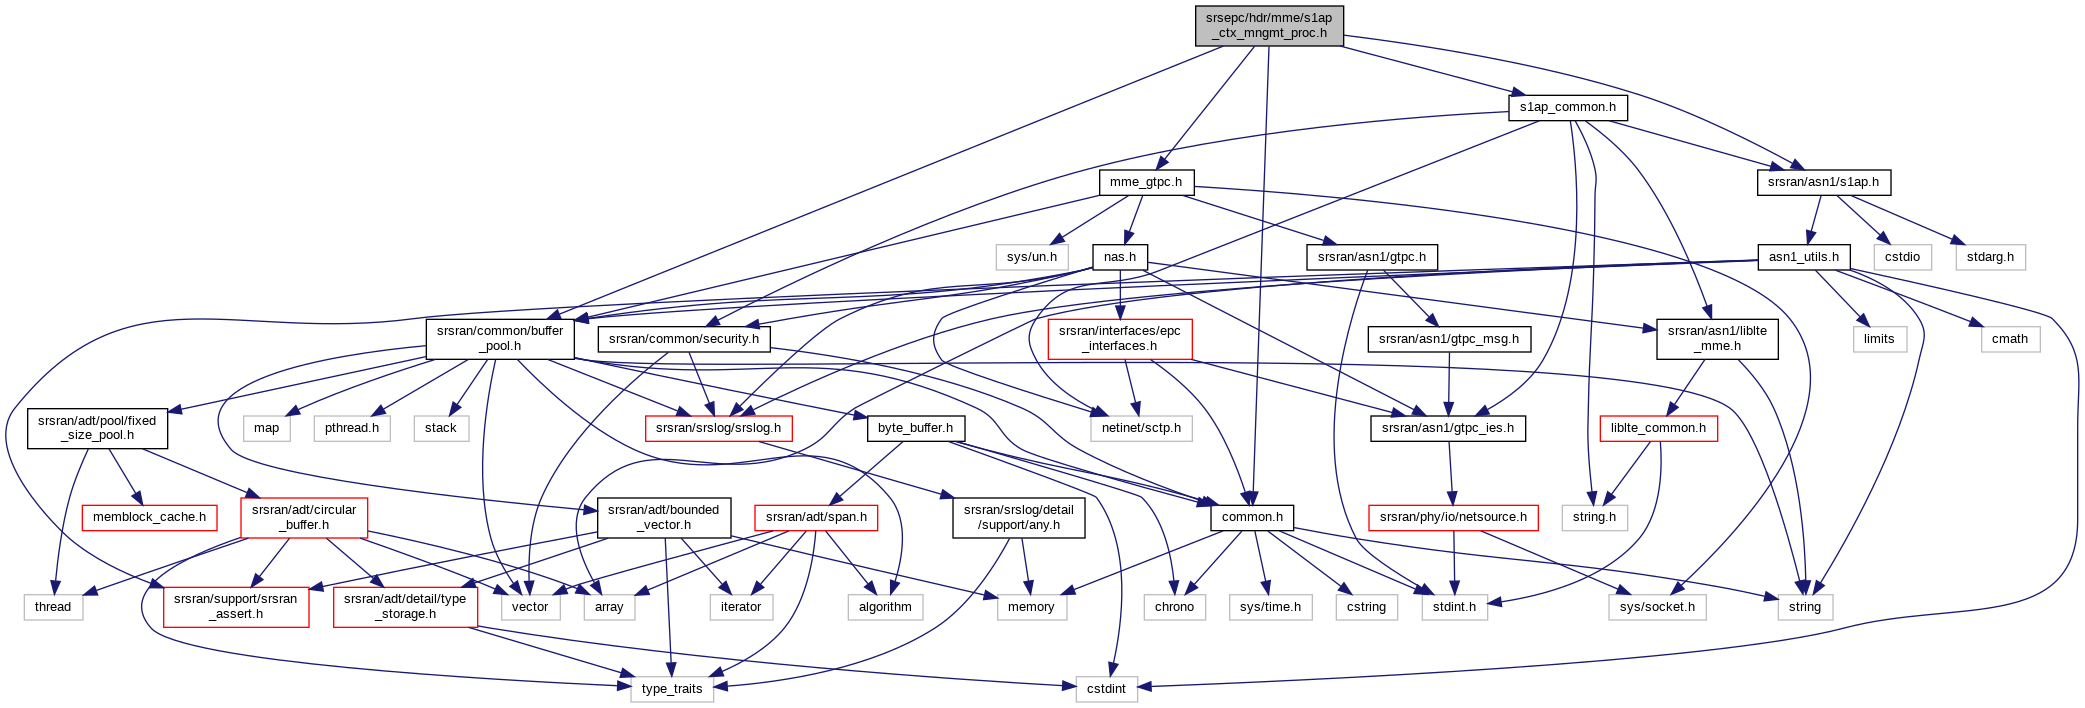 srsepc/hdr/mme/s1ap
_ctx_mngmt_proc.h
s1ap_common.h
mme_gtpc.h
srsran/asn1/s1ap.h
sys/un.h
nas.h
srsran/asn1/gtpc.h
asn1_utils.h
cstdio
stdarg.h
srsran/common/buffer
_pool.h
srsran/common/security.h
srsran/interfaces/epc
_interfaces.h
srsran/asn1/gtpc_msg.h
srsran/asn1/liblte
_mme.h
limits
cmath
srsran/adt/pool/fixed
_size_pool.h
map
pthread.h
stack
srsran/srslog/srslog.h
byte_buffer.h
netinet/sctp.h
srsran/asn1/gtpc_ies.h
liblte_common.h
memblock_cache.h
srsran/adt/circular
_buffer.h
srsran/adt/bounded
_vector.h
srsran/adt/span.h
srsran/srslog/detail
/support/any.h
common.h
srsran/phy/io/netsource.h
string.h
thread
srsran/support/srsran
_assert.h
srsran/adt/detail/type
_storage.h
vector
array
iterator
algorithm
memory
chrono
sys/time.h
cstring
stdint.h
sys/socket.h
string
type_traits
cstdint